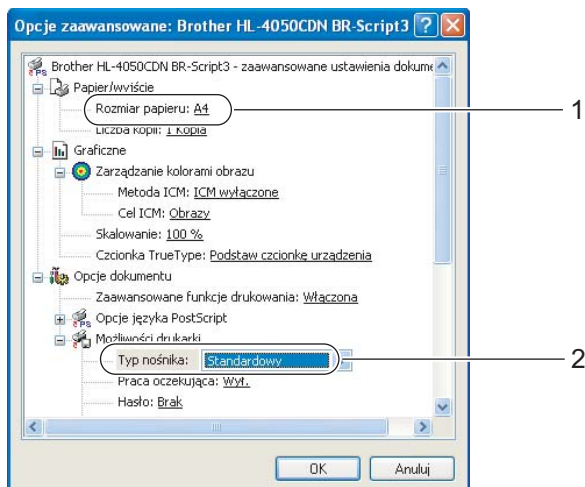 Opcje zaawansowane: Brother HL-4050CDN BR-Script3
Brother HL-4050CDN BR-Script3 - zaawansowane ustawienia dokume
Papier/wyjście
Rozmiar papieru: A4
1
Liczba kopii: 1 Kopia
Graficzne
Zarządzanie kolorami obrazu
Metoda ICM: ICM wyłączone
Cel ICM: Obrazy
Skalowanie: 100 %
Czcionka TrueType: Podstaw czcionkę urządzenia
Opcje dokumentu
Zaawansowane funkcje drukowania: Włączona
Opcje języka PostScript
Możliwości drukarki
Typ nośnika: Standardowy
2
Praca oczekująca: Wył.
Hasło: Brak
OK Anuluj